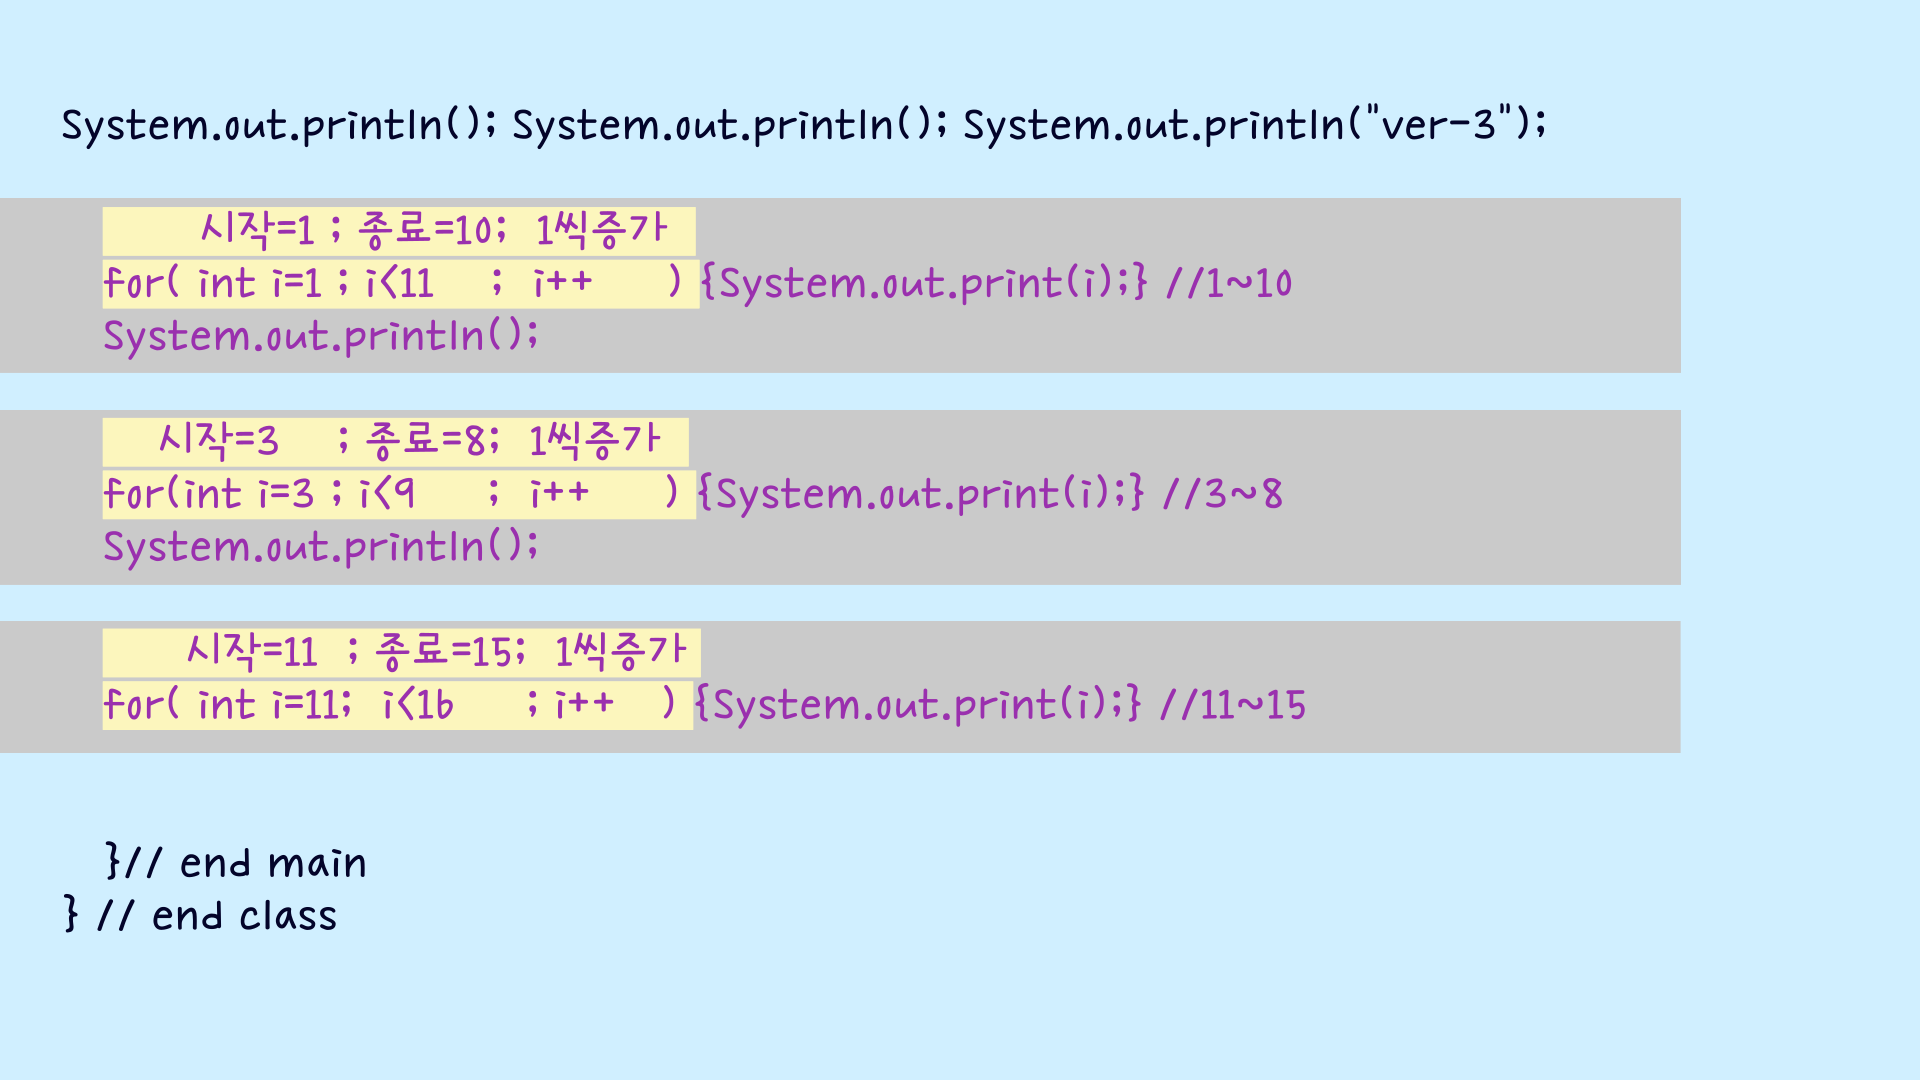 System.out.println(); System.out.println(); System.out.println("ver-3");
시작=1 ; 종료=10; 1씩증가
for( int i=1 ; i<11 ; i++ ) {System.out.print(i);} //1~10
System.out.println();
시작=3 ; 종료=8; 1씩증가
for(int i=3 ; i<9 ; i++ ) {System.out.print(i);} //3~8
System.out.println();
시작=11 ; 종료=15; 1씩증가
for( int i=11; i<16 ; i++ ) {System.out.print(i);} //11~15
}// end main
} // end class